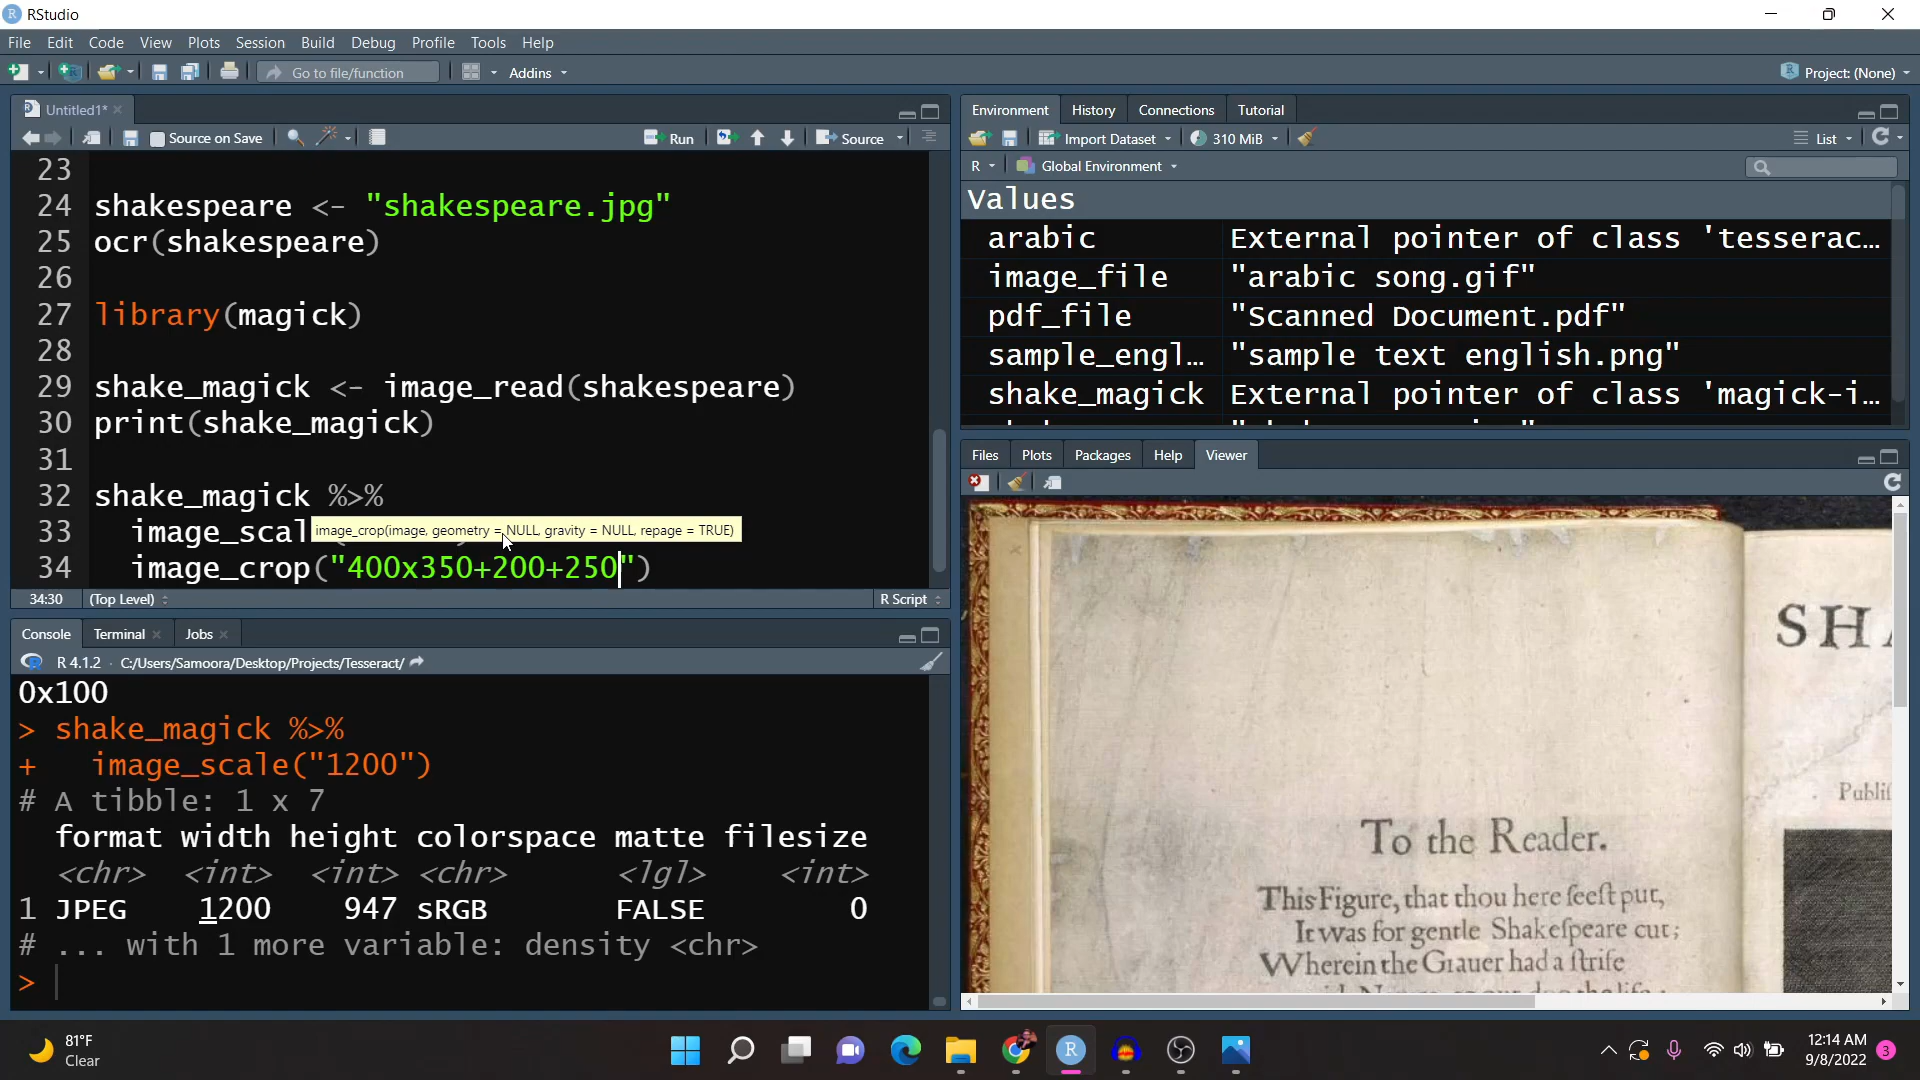 RStudio
File Edit Code View Plots Session Build Debug Profile Tools Help
Go to file/function Addins Project: (None)
Untitled1*
Source on Save Run Source
23
24 shakespeare <- "shakespeare.jpg"
25 ocr(shakespeare)
26
27 library(magick)
28
29 shake_magick <- image_read(shakespeare)
30 print(shake_magick)
31
32 shake_magick %>%
33 image_scal
image_crop(image, geometry = NULL, gravity = NULL, repage = TRUE)
34 image_crop("400x350+200+250")
34:30 (Top Level) R Script
Console Terminal Jobs
R 4.1.2 · C:/Users/Samoora/Desktop/Projects/Tesseract/
0x100
> shake_magick %>%
+ image_scale("1200")
# A tibble: 1 x 7
format width height colorspace matte filesize
<chr> <int> <int> <chr> <lgl> <int>
1 JPEG 1200 947 sRGB FALSE 0
# ... with 1 more variable: density <chr>
>
Environment History Connections Tutorial
Import Dataset 310 MiB List
R Global Environment
Values
arabic External pointer of class 'tesserac…
image_file "arabic song.gif"
pdf_file "Scanned Document.pdf"
sample_engl… "sample text english.png"
shake_magick External pointer of class 'magick-i…
Files Plots Packages Help Viewer
SHA
Publiſ
To the Reader.
This Figure, that thou here ſeeſt put,
It was for gentle Shakeſpeare cut;
Wherein the Grauer had a ſtrife
81°F
Clear
12:14 AM
9/8/2022 3